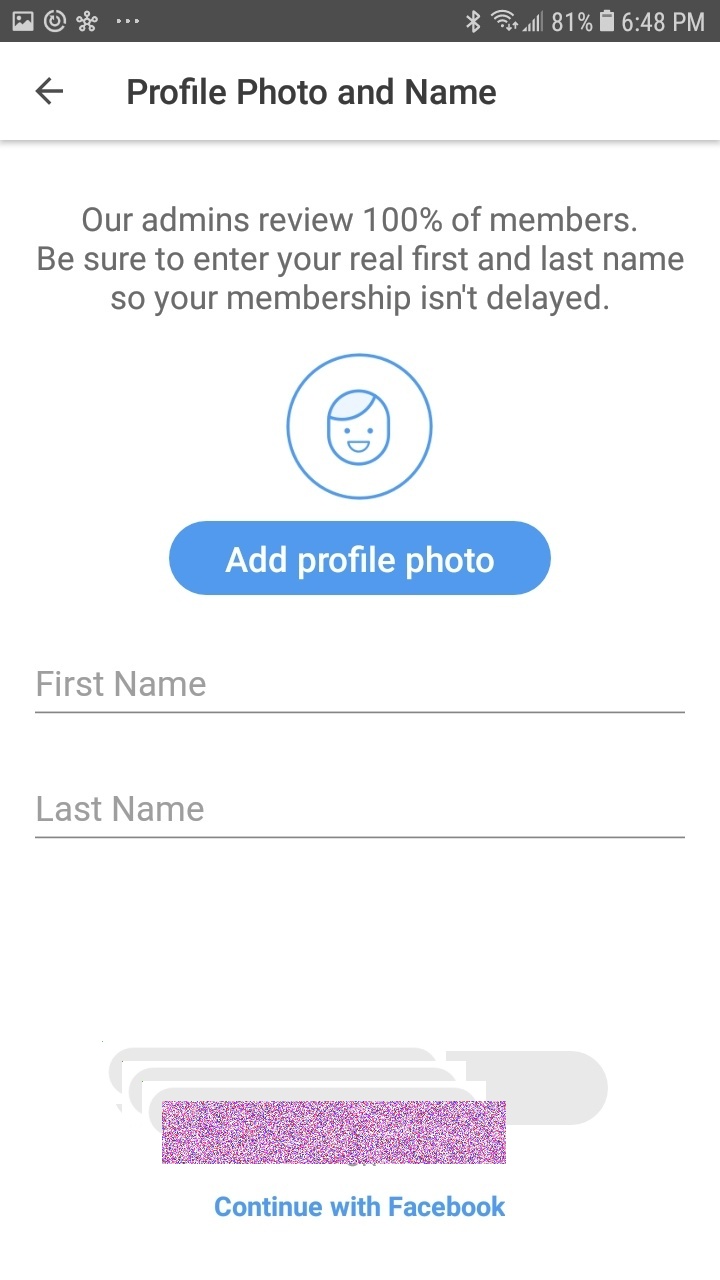 81% 6:48 PM
Profile Photo and Name
Our admins review 100% of members.
Be sure to enter your real first and last name
so your membership isn't delayed.
Add profile photo
First Name
Last Name
Continue with Facebook